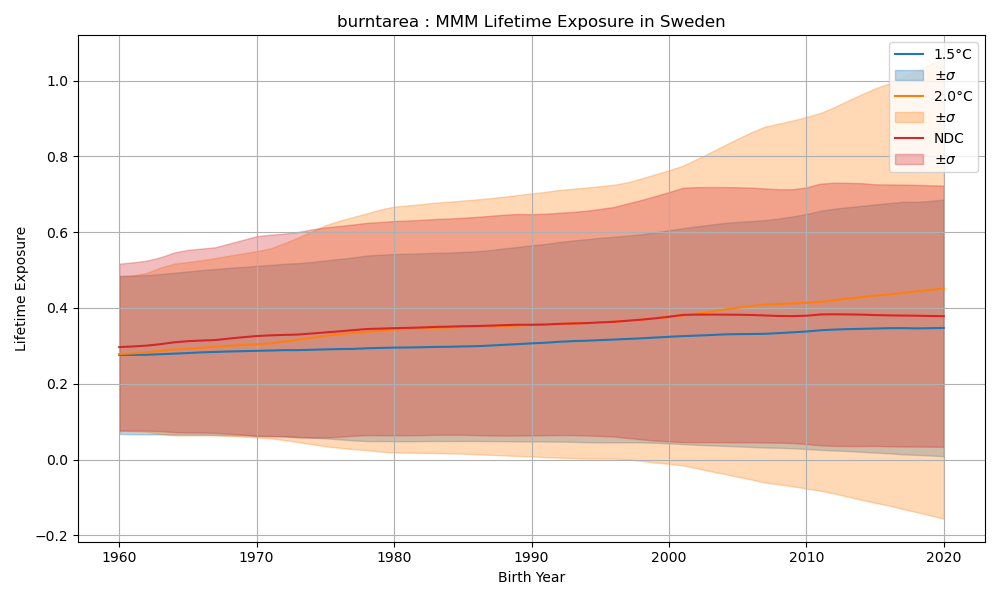 burntarea : MMM Lifetime Exposure in Sweden
1.5°C
±σ
2.0°C
±σ
NDC
±σ
Lifetime Exposure
1.0
0.8
0.6
0.4
0.2
0.0
−0.2
1960 1970 1980 1990 2000 2010 2020
Birth Year